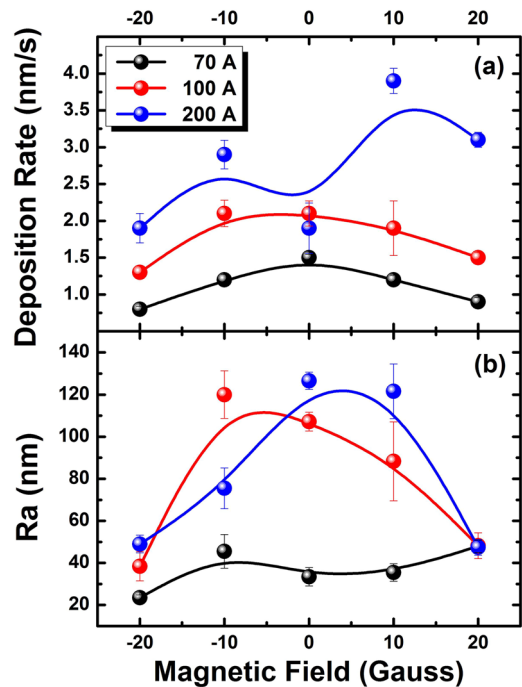 -20 -10 0 10 20
Deposition Rate (nm/s)
4.0
3.5
3.0
2.5
2.0
1.5
1.0
70 A
100 A
200 A
(a)
Ra (nm)
140
120
100
80
60
40
20
(b)
-20 -10 0 10 20
Magnetic Field (Gauss)